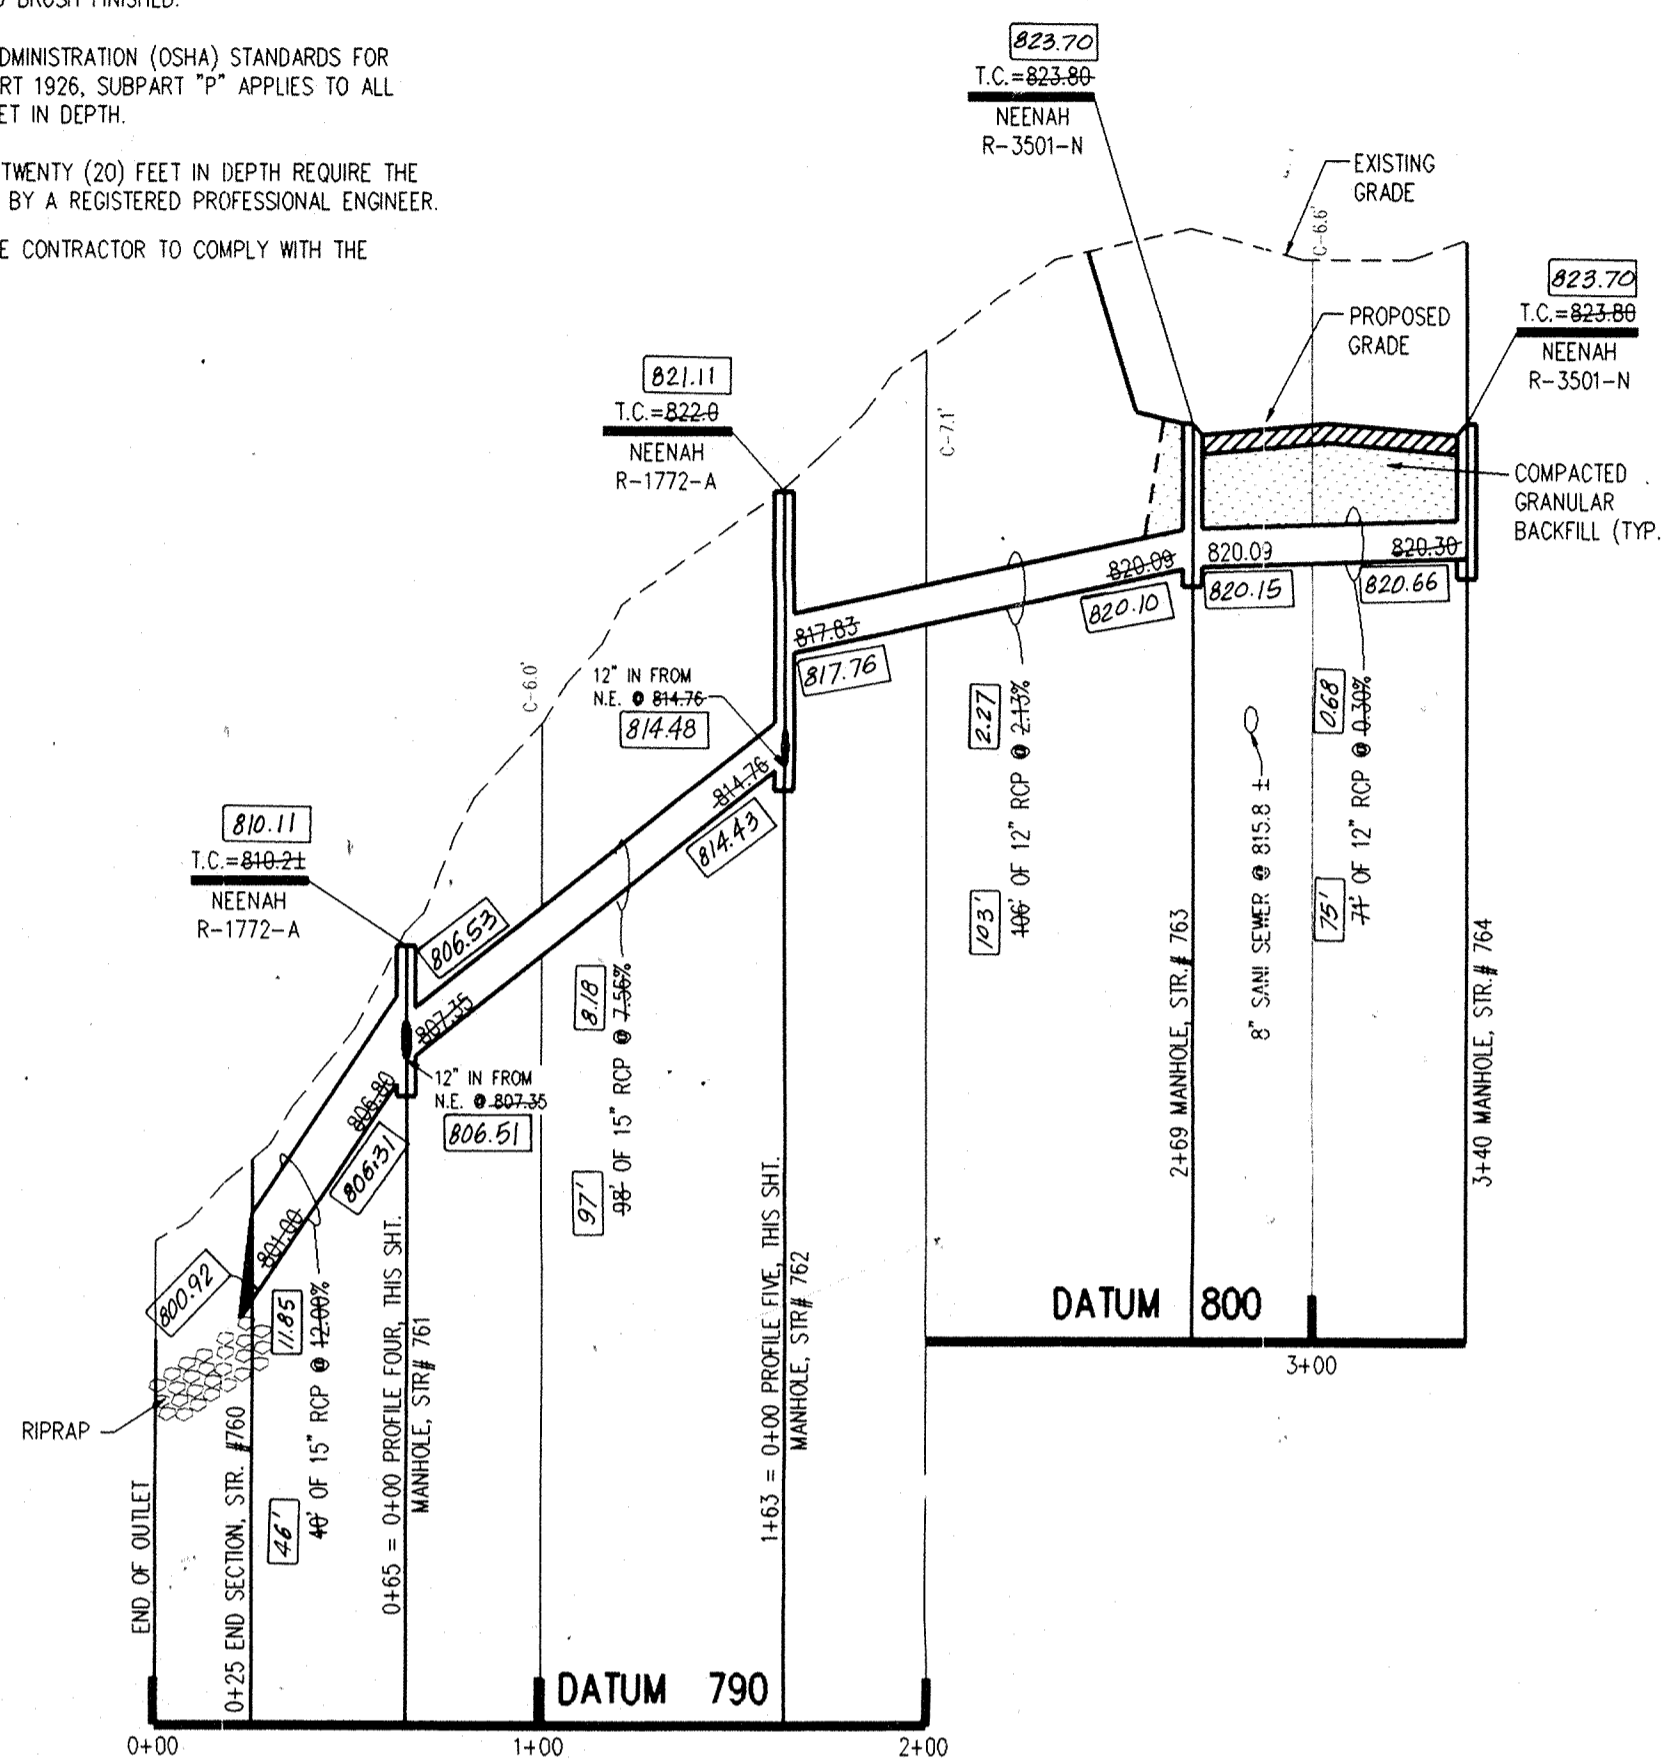 BRUSH FINISHED.
DMINISTRATION (OSHA) STANDARDS FOR
RT 1926, SUBPART "P" APPLIES TO ALL
ET IN DEPTH.
TWENTY (20) FEET IN DEPTH REQUIRE THE
BY A REGISTERED PROFESSIONAL ENGINEER.
E CONTRACTOR TO COMPLY WITH THE
823.70
T.C.=823.80
NEENAH
R-3501-N
EXISTING
GRADE
C-6.6'
823.70
T.C.=823.80
NEENAH
R-3501-N
PROPOSED
GRADE
COMPACTED
GRANULAR
BACKFILL (TYP.
821.11
T.C.=822.0
NEENAH
R-1772-A
C-7.1'
820.09
820.10
820.09
820.15
820.30
820.66
817.83
817.76
C-6.0'
12" IN FROM
N.E. @ 814.76
814.48
814.76
814.43
810.11
T.C.=810.21
NEENAH
R-1772-A
806.53
807.35
12" IN FROM
N.E. @ 807.35
806.51
806.80
806.31
801.00
800.92
RIPRAP
END OF OUTLET
0+25 END SECTION, STR. #760
11.85
46'
40' OF 15" RCP @ 12.00%
0+65 = 0+00 PROFILE FOUR, THIS SHT.
MANHOLE, STR# 761
8.18
97'
98' OF 15" RCP @ 7.56%
1+63 = 0+00 PROFILE FIVE, THIS SHT.
MANHOLE, STR# 762
2.27
103'
106' OF 12" RCP @ 2.13%
2+69 MANHOLE, STR.# 763
8" SANI SEWER @ 815.8 ±
0.68
75'
71' OF 12" RCP @ 0.30%
3+40 MANHOLE, STR.# 764
DATUM 800
3+00
DATUM 790
0+00
1+00
2+00